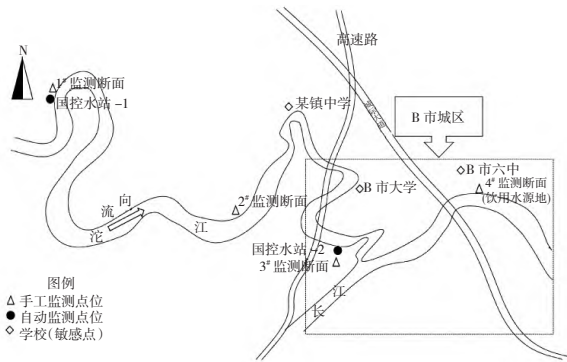 高速路
N
1# 监测断面
国控水站-1
某镇中学
B 市城区
B 市六中
B 市大学
4# 监测断面
(饮用水源地)
沱
流
向
江
2# 监测断面
国控水站-2
3# 监测断面
长
江
图例
手工监测点位
自动监测点位
学校(敏感点)